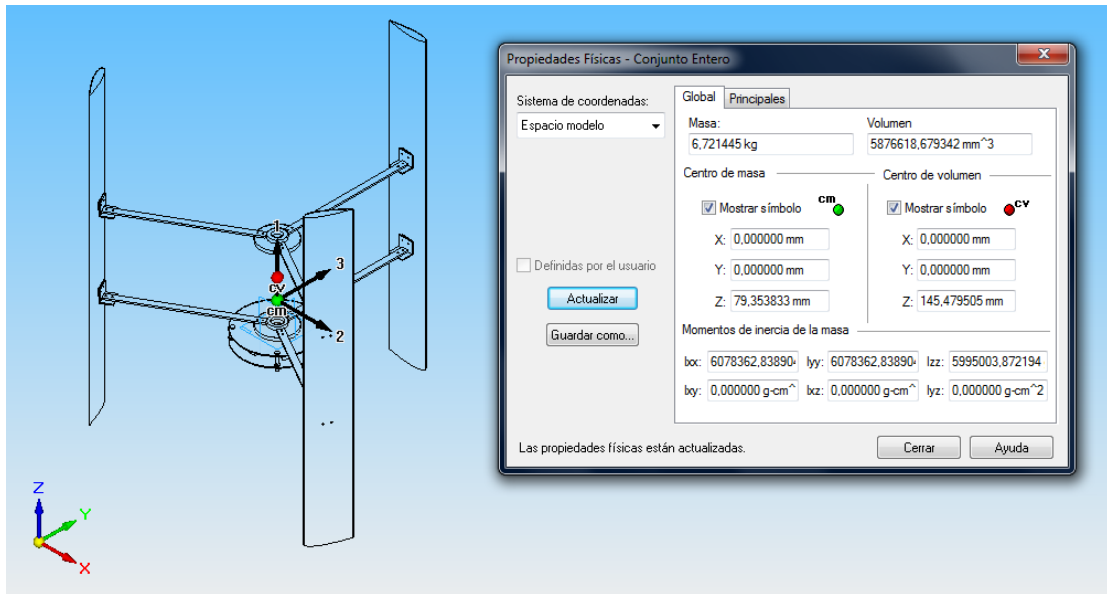 Propiedades Físicas - Conjunto Entero
Sistema de coordenadas:
Espacio modelo
Definidas por el usuario
Actualizar
Guardar como...
Global Principales
Masa: Volumen
6,721445 kg 5876618,679342 mm^3
Centro de masa Centro de volumen
Mostrar símbolo cm Mostrar símbolo cv
X: 0,000000 mm X: 0,000000 mm
Y: 0,000000 mm Y: 0,000000 mm
Z: 79,353833 mm Z: 145,479505 mm
Momentos de inercia de la masa
Ixx: 6078362,83890 Iyy: 6078362,83890 Izz: 5995003,872194
Ixy: 0,000000 g-cm^ Ixz: 0,000000 g-cm^ Iyz: 0,000000 g-cm^2
Las propiedades físicas están actualizadas.
Cerrar Ayuda
1
3
cv
cm
2
Z
Y
X